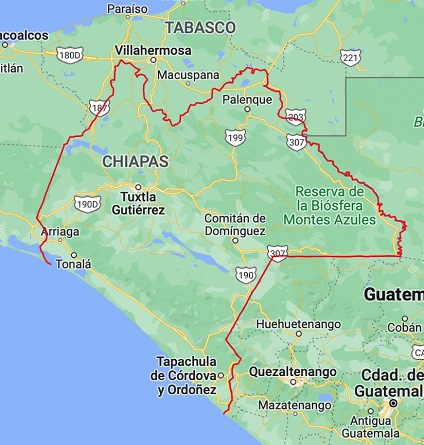 Paraíso
TABASCO
acoalcos
180D
Villahermosa
221
itlán
Macuspana
187
Palenque
203
199
307
CHIAPAS
Reserva de
la Biósfera
Montes Azules
190D
Tuxtla
Gutiérrez
Comitán de
Domínguez
Arriaga
Tonalá
307
190
Guatem
Huehuetenango
Cobán
CA
Tapachula
de Córdova
y Ordoñez
Quezaltenango
Cdad. de
Guatemal
Mazatenango
Antigua
Guatemala